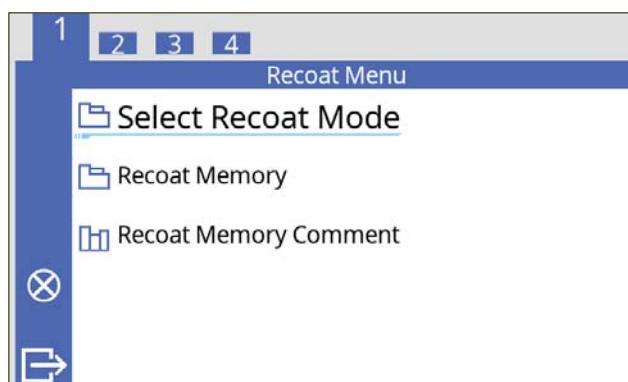 1
2 3 4
Recoat Menu
Select Recoat Mode
Recoat Memory
Recoat Memory Comment